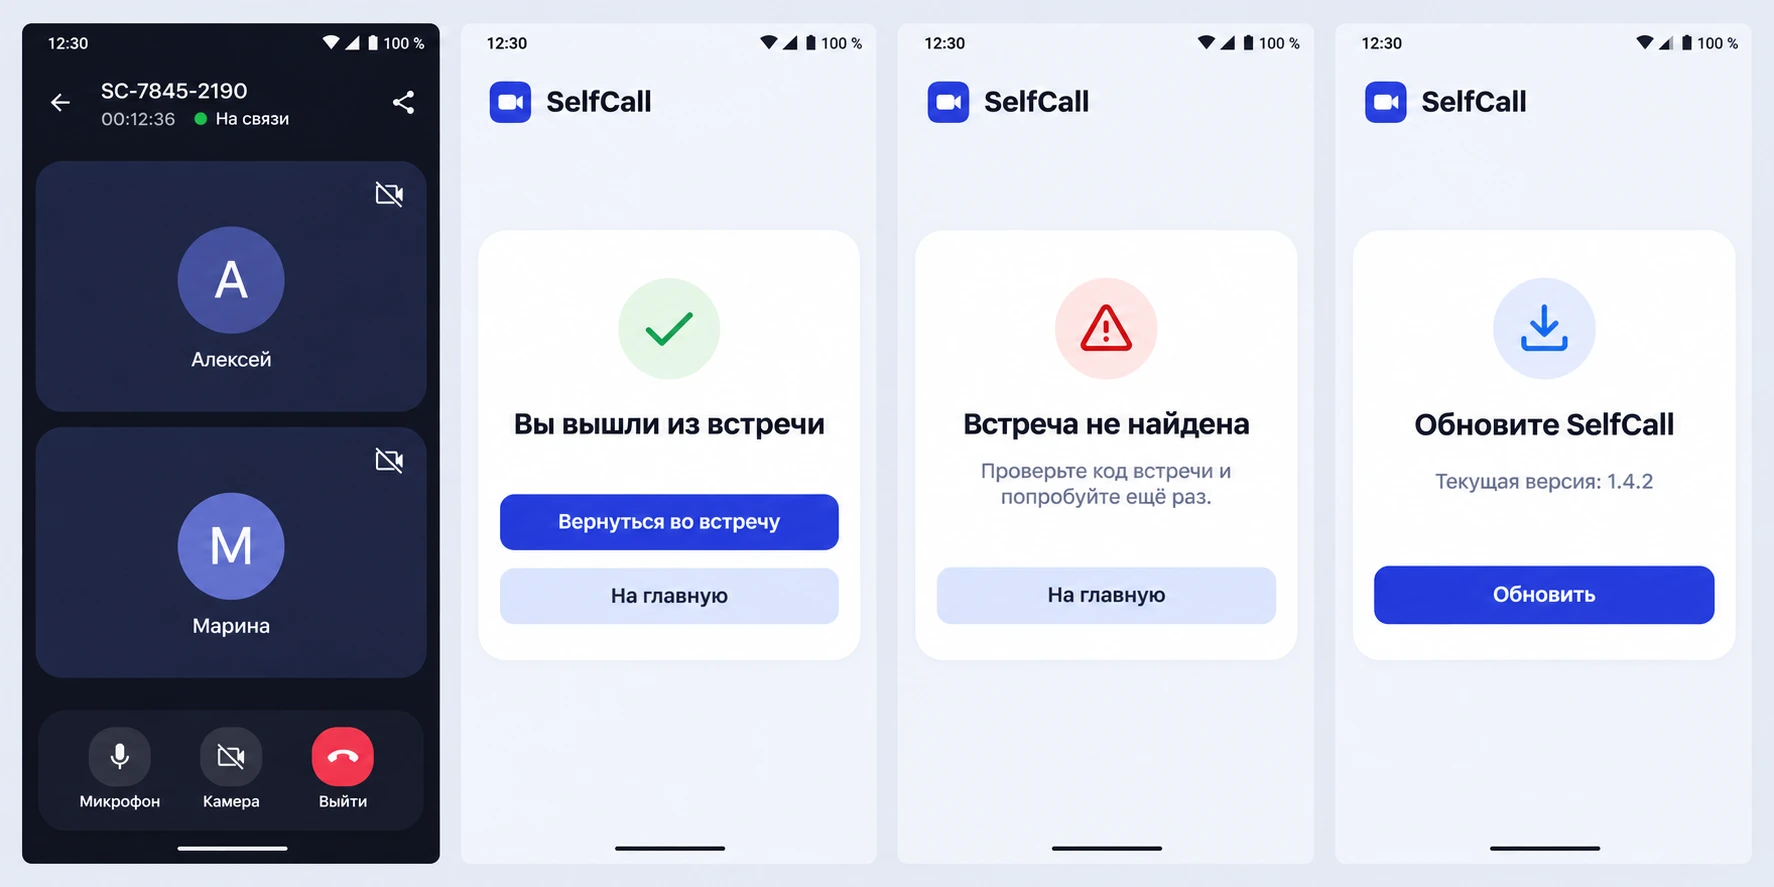 12:30
100 %
SC-7845-2190
00:12:36 На связи
А
Алексей
М
Марина
Микрофон Камера Выйти
12:30
100 %
SelfCall
Вы вышли из встречи
Вернуться во встречу
На главную
12:30
100 %
SelfCall
Встреча не найдена
Проверьте код встречи и
попробуйте ещё раз.
На главную
12:30
100 %
SelfCall
Обновите SelfCall
Текущая версия: 1.4.2
Обновить